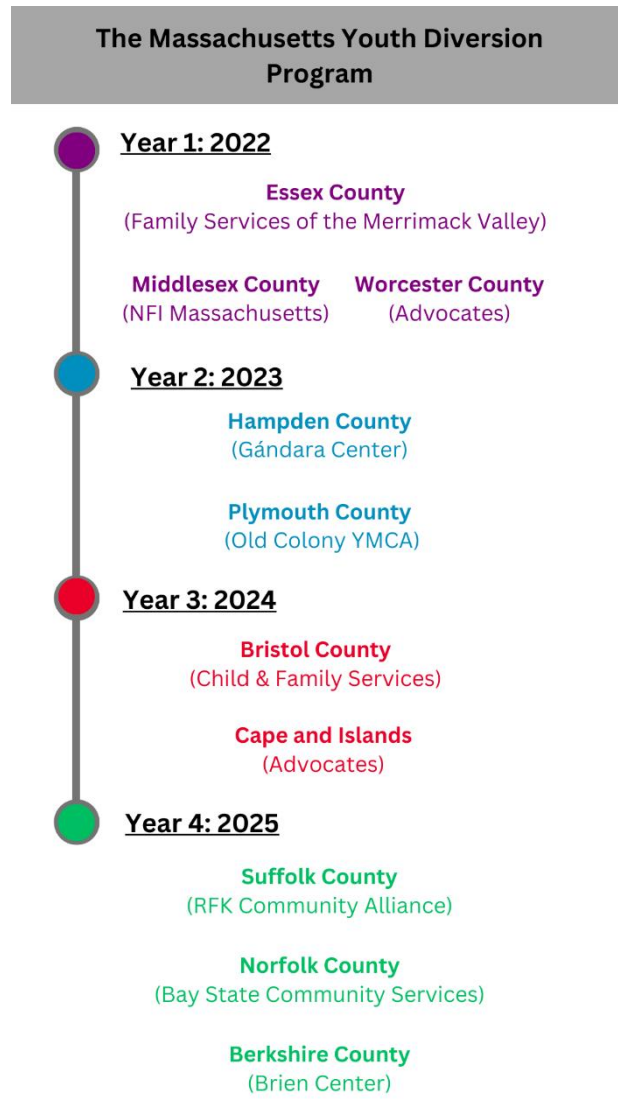 The Massachusetts Youth Diversion
Program
Year 1: 2022
Essex County
(Family Services of the Merrimack Valley)
Middlesex County Worcester County
(NFI Massachusetts) (Advocates)
Year 2: 2023
Hampden County
(Gándara Center)
Plymouth County
(Old Colony YMCA)
Year 3: 2024
Bristol County
(Child & Family Services)
Cape and Islands
(Advocates)
Year 4: 2025
Suffolk County
(RFK Community Alliance)
Norfolk County
(Bay State Community Services)
Berkshire County
(Brien Center)